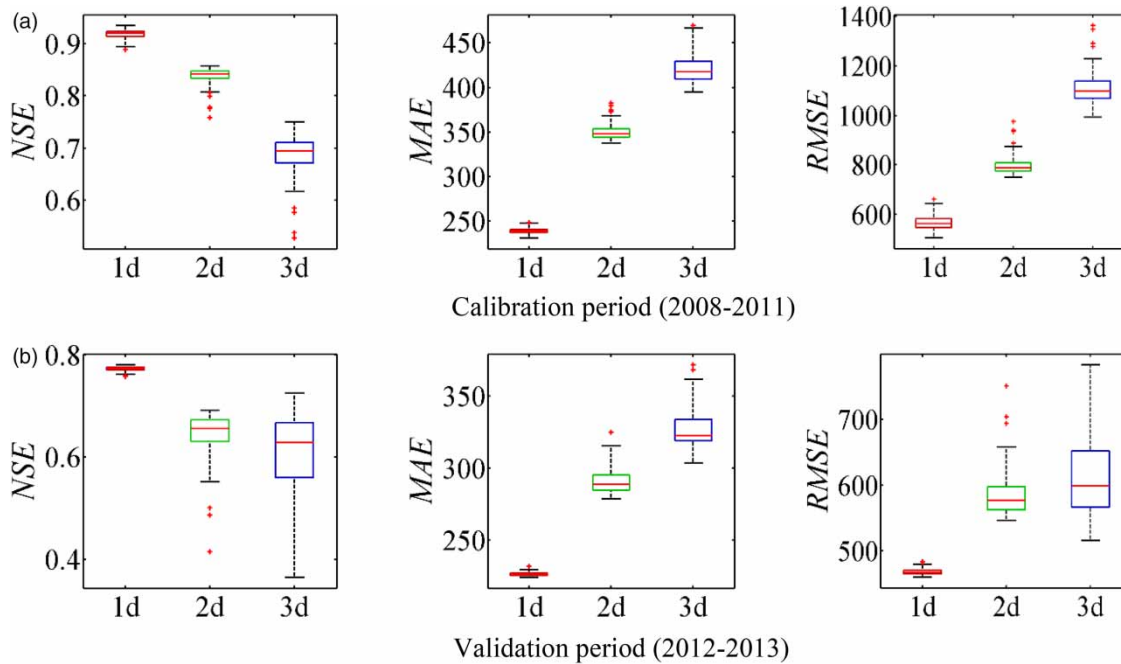 (a)
NSE
0.9
0.8
0.7
0.6
1d 2d 3d
MAE
450
400
350
300
250
1d 2d 3d
RMSE
1400
1200
1000
800
600
1d 2d 3d
Calibration period (2008-2011)
(b)
NSE
0.8
0.6
0.4
1d 2d 3d
MAE
350
300
250
1d 2d 3d
RMSE
700
600
500
1d 2d 3d
Validation period (2012-2013)